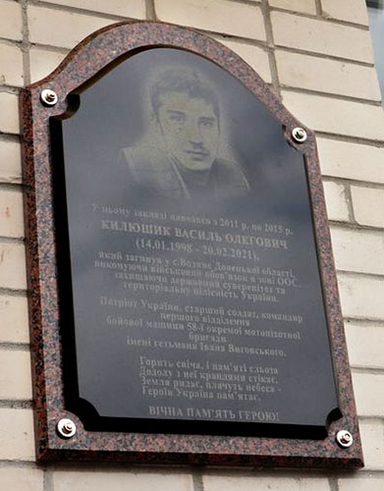 У цьому закладі навчався з 2011 р. по 2015 р.
КИЛЮШИК ВАСИЛЬ ОЛЕГОВИЧ
(14.01.1998 – 20.02.2021),
який загинув у с. Водяне Донецької області,
виконуючи військовий обов'язок в зоні ООС,
захищаючи державний суверенітет та
територіальну цілісність України.
Патріот України, старший солдат, командир
першого відділення
бойової машини 58-ї окремої мотопіхотної
бригади
імені гетьмана Івана Виговського.
Горить свіча, і пам'яті сльоза
Додолу з неї краплями стікає,
Земля ридає, плачуть небеса -
Героїв Україна пам'ятає.
ВІЧНА ПАМ'ЯТЬ ГЕРОЮ!